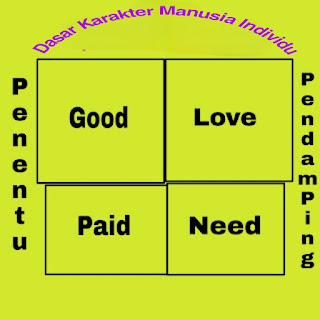 Dasar Karakter Manusia Individu
Penentu
Good
Love
Paid
Need
PendamPing